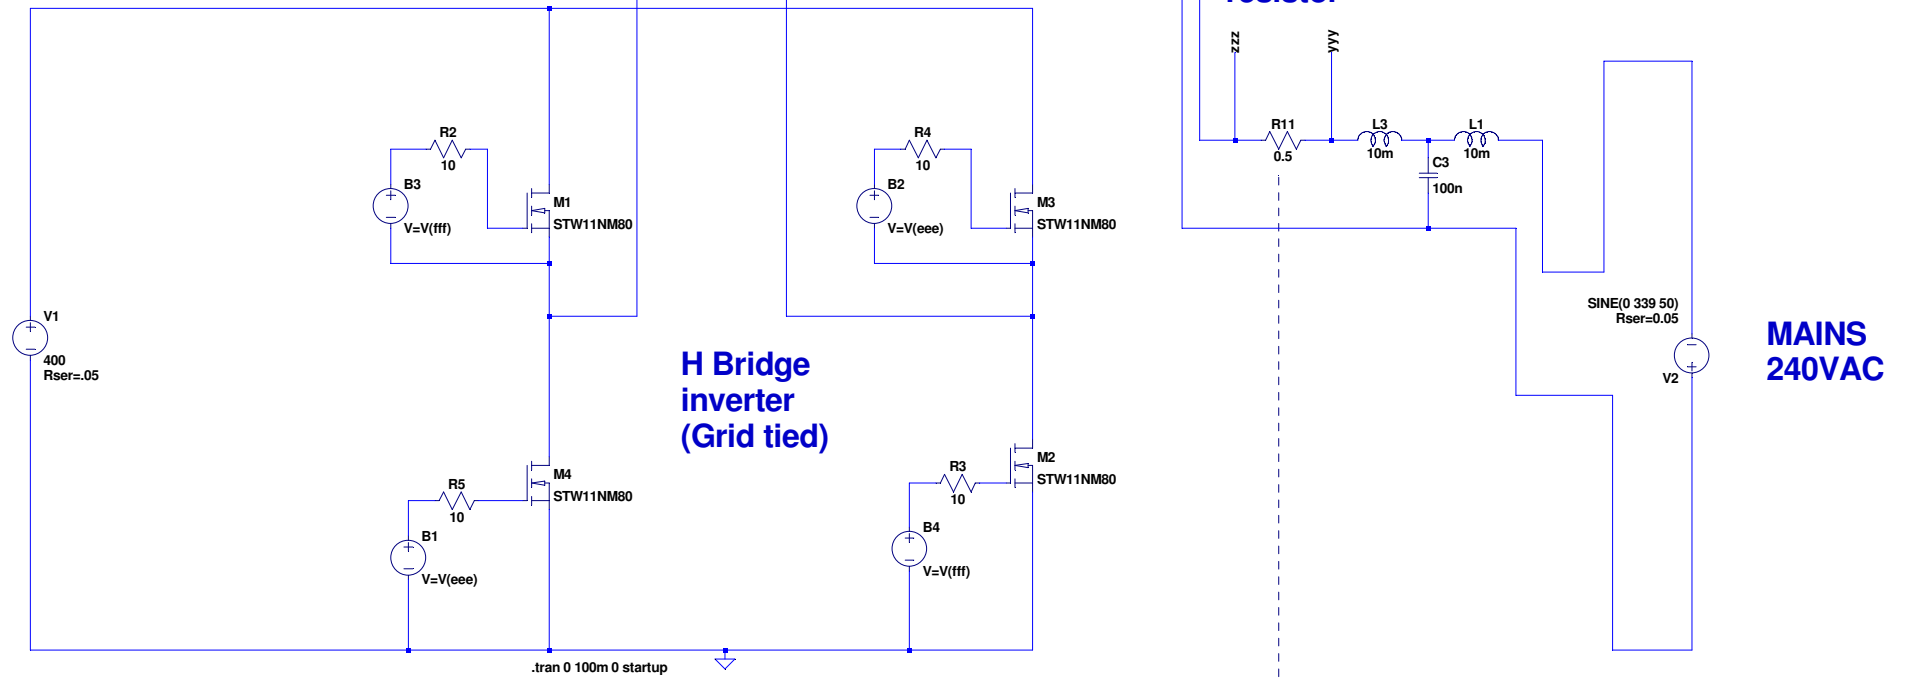 resistor
zzz
yyy
R2
10
B3
V=V(fff)
M1
STW11NM80
R4
10
B2
V=V(eee)
M3
STW11NM80
R11
0.5
L3
10m
L1
10m
C3
100n
V1
400
Rser=.05
H Bridge
inverter
(Grid tied)
SINE(0 339 50)
Rser=0.05
V2
MAINS
240VAC
R5
10
B1
V=V(eee)
M4
STW11NM80
R3
10
B4
V=V(fff)
M2
STW11NM80
.tran 0 100m 0 startup